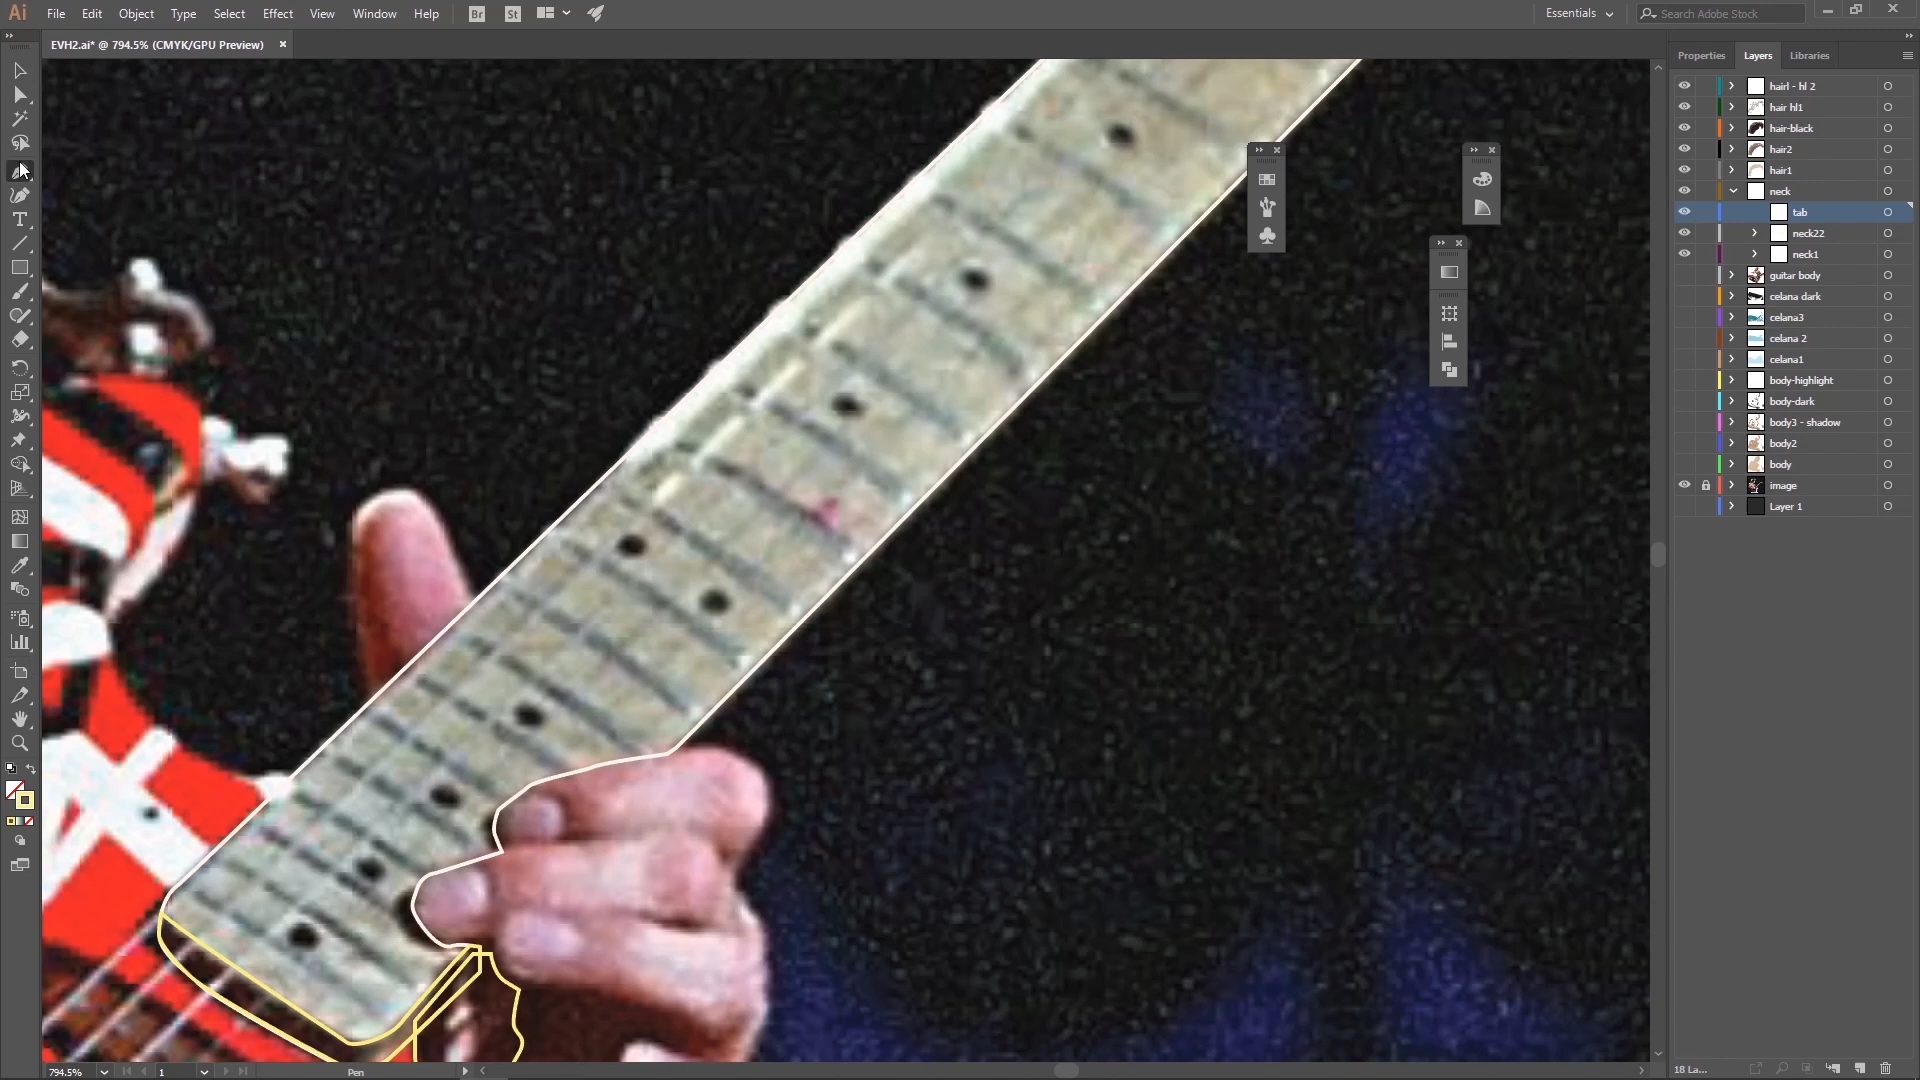 Ai File Edit Object Type Select Effect View Window Help Br St Essentials Search Adobe Stock
EVH2.ai* @ 794.5% (CMYK/GPU Preview)
Properties Layers Libraries
hairl - hl 2
hair hl1
hair-black
hair2
hair1
neck
tab
neck22
neck1
guitar body
celana dark
celana3
celana 2
celana1
body-highlight
body-dark
body3 - shadow
body2
body
image
Layer 1
794.5% 1 Pen 18 La...